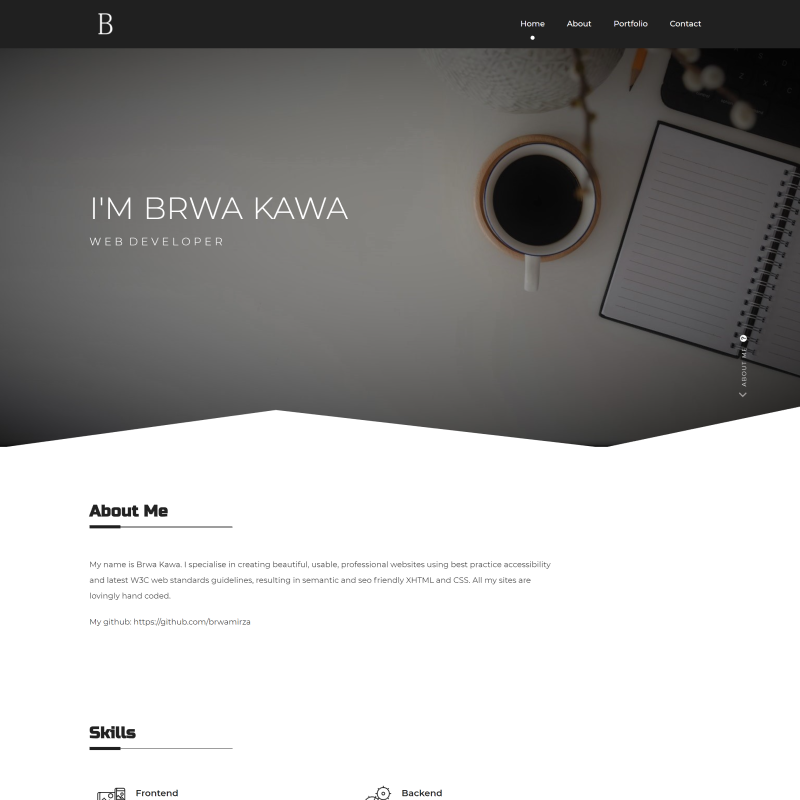 B
Home About Portfolio Contact
I'M BRWA KAWA
WEB DEVELOPER
ABOUT ME
About Me
My name is Brwa Kawa. I specialise in creating beautiful, usable, professional websites using best practice accessibility
and latest W3C web standards guidelines, resulting in semantic and seo friendly XHTML and CSS. All my sites are
lovingly hand coded.
My github: https://github.com/brwamirza
Skills
Frontend Backend